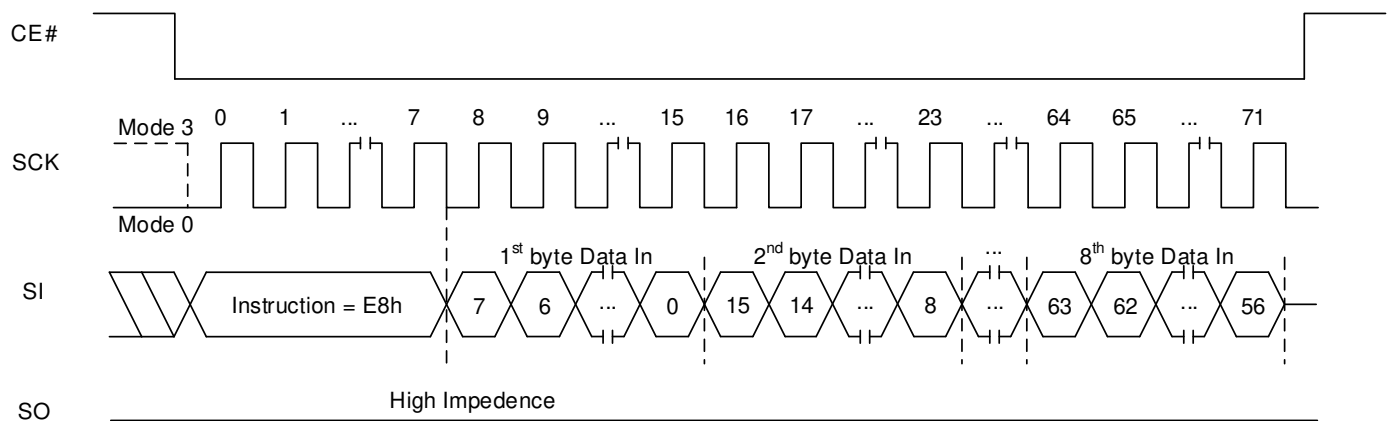 CE#
0 1 ... 7 8 9 ... 15 16 17 ... 23 ... 64 65 ... 71
Mode 3
SCK
Mode 0
1st byte Data In 2nd byte Data In ... 8th byte Data In
SI Instruction = E8h 7 6 ... 0 15 14 ... 8 ... 63 62 ... 56
High Impedence
SO